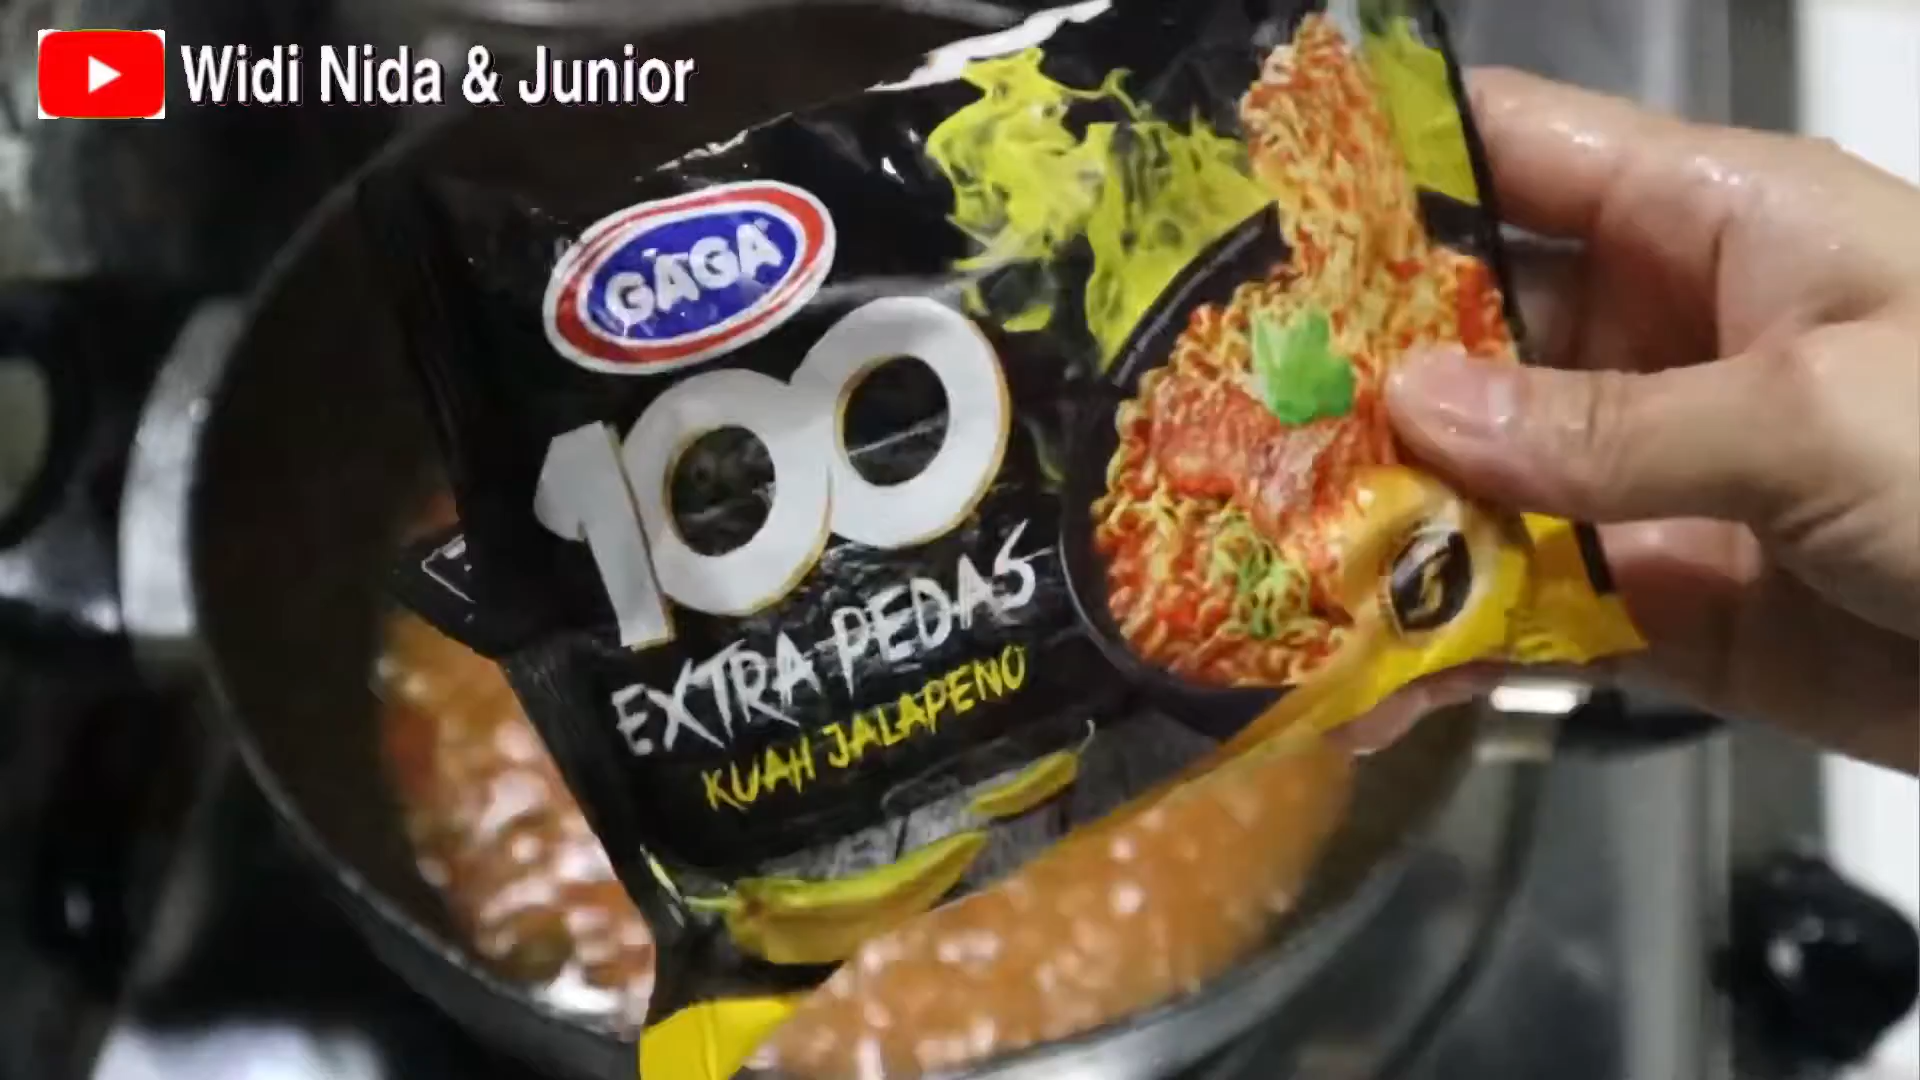 Widi Nida & Junior
GAGA
100
EXTRA PEDAS
KUAH JALAPENO